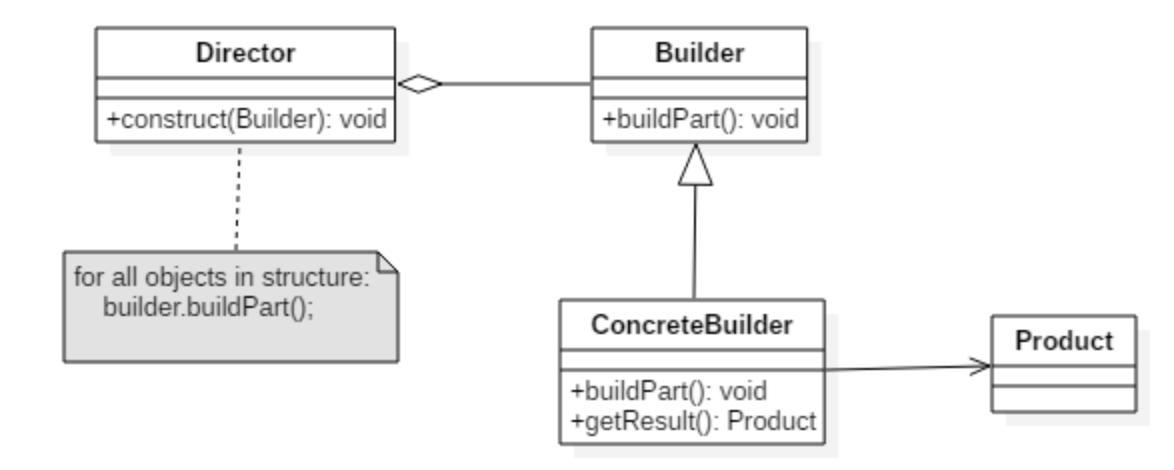 Director
+construct(Builder): void
Builder
+buildPart(): void
for all objects in structure:
builder.buildPart();
ConcreteBuilder
+buildPart(): void
+getResult(): Product
Product